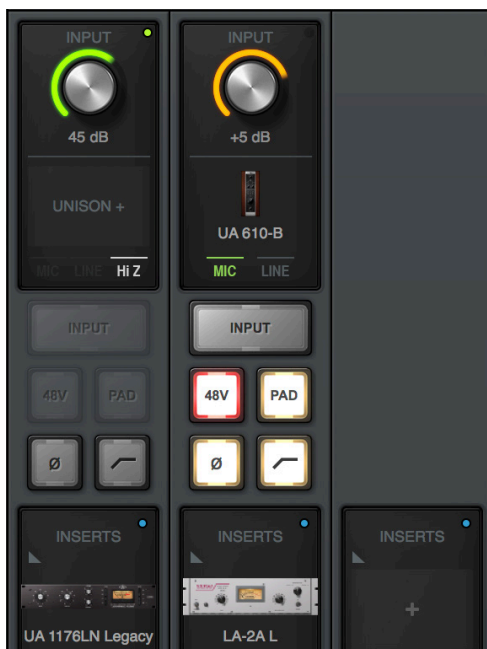 INPUT
45 dB
UNISON +
MIC LINE Hi Z
INPUT
48V PAD
Ø
INSERTS
UA 1176LN Legacy
INPUT
+5 dB
UA 610-B
MIC LINE
INPUT
48V PAD
Ø
INSERTS
LA-2A L
INSERTS
+